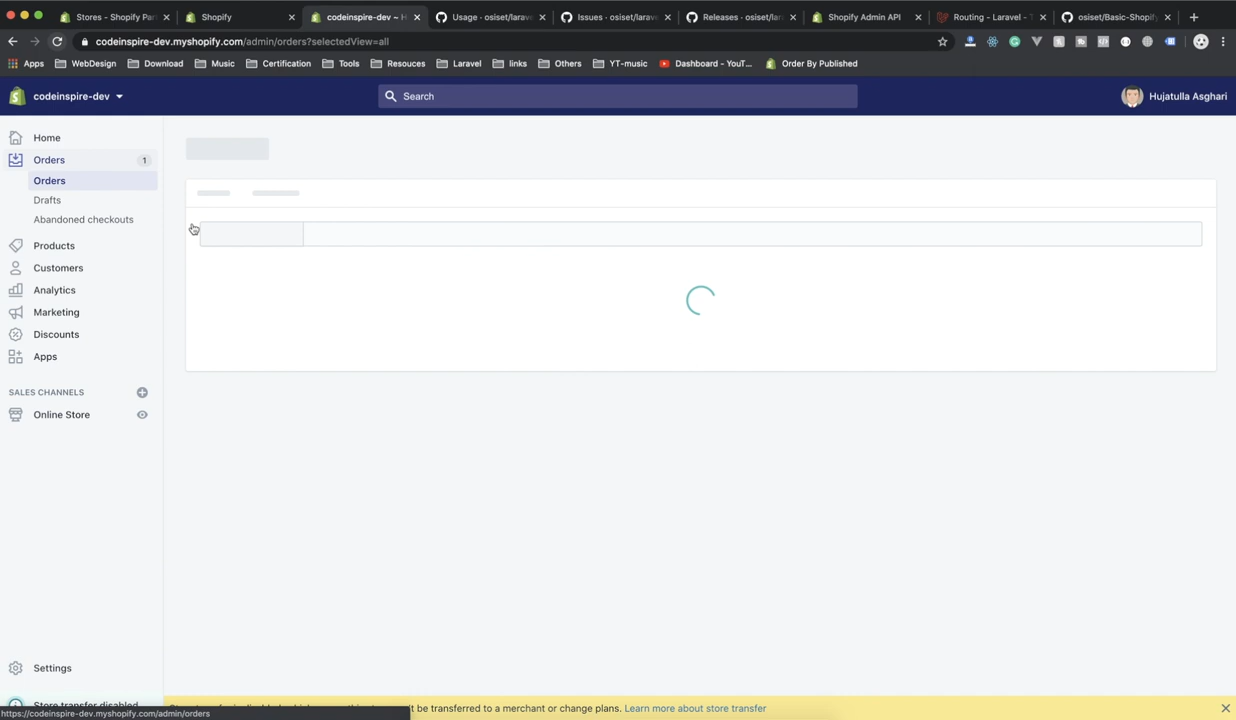 Stores - Shopify Par
Shopify
codeinspire-dev ~ H
Usage · osiset/larave
Issues · osiset/larave
Releases · osiset/lar
Shopify Admin API
Routing - Laravel - T
osiset/Basic-Shopify
codeinspire-dev.myshopify.com/admin/orders?selectedView=all
Apps
WebDesign
Download
Music
Certification
Tools
Resouces
Laravel
links
Others
YT-music
Dashboard - YouT...
Order By Published
codeinspire-dev
Search
Hujatulla Asghari
Home
Orders
1
Orders
Drafts
Abandoned checkouts
Products
Customers
Analytics
Marketing
Discounts
Apps
SALES CHANNELS
Online Store
Settings
Store transfer disabled
't be transferred to a merchant or change plans. Learn more about store transfer
https://codeinspire-dev.myshopify.com/admin/orders